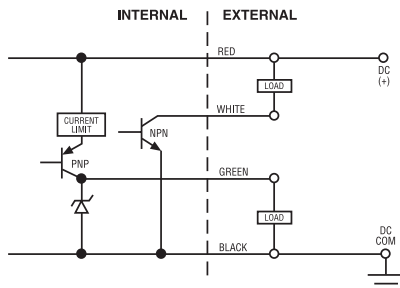 INTERNAL EXTERNAL
RED
DC
(+)
LOAD
CURRENT
LIMIT
WHITE
NPN
PNP
GREEN
LOAD
DC
COM
BLACK